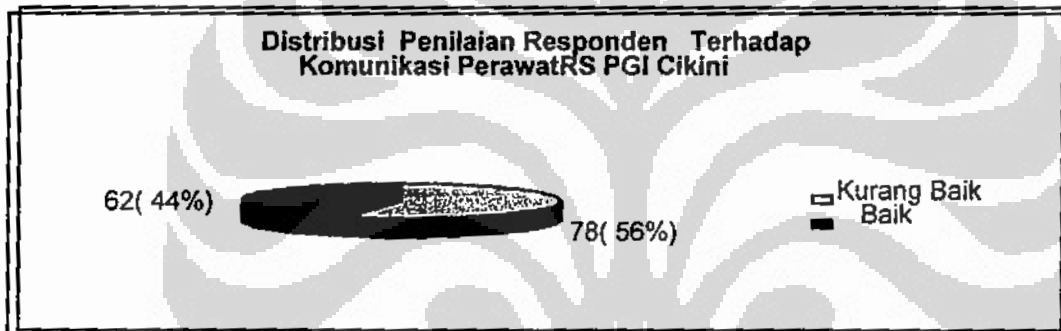 Distribusi Penilaian Responden Terhadap
Komunikasi PerawatRS PGI Cikini
62( 44%)
78( 56%)
Kurang Baik
Baik